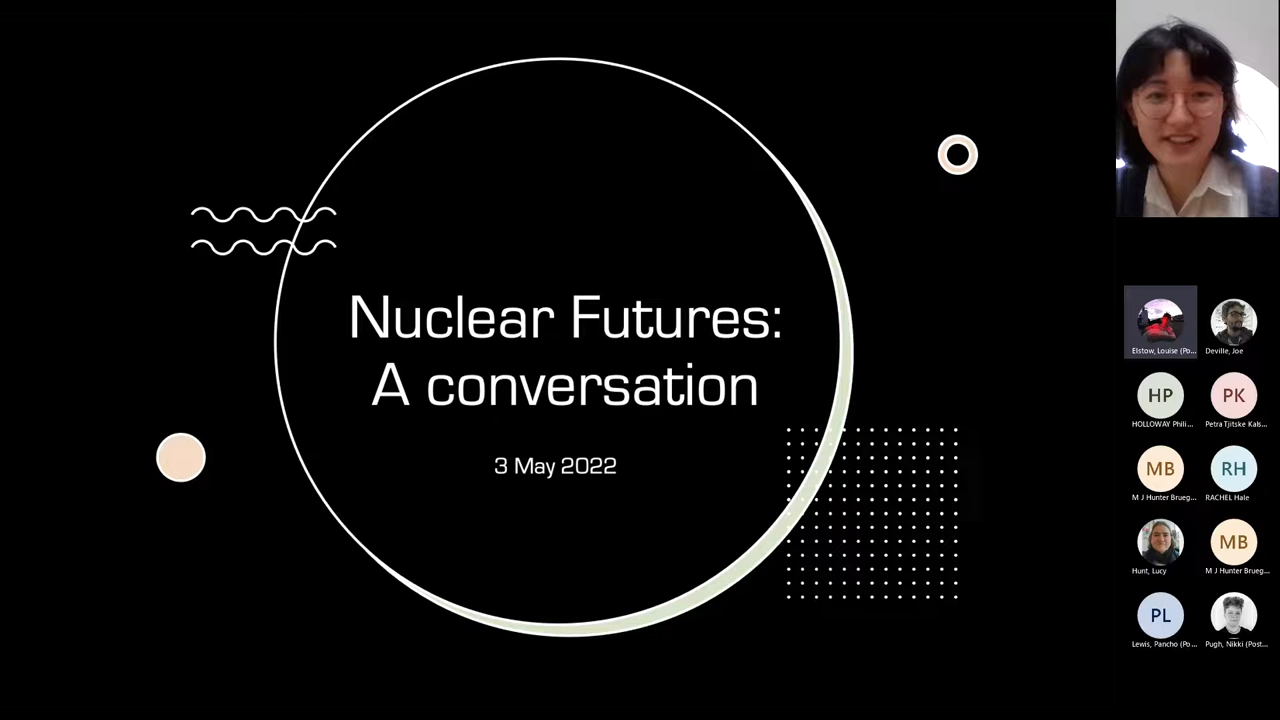 Nuclear Futures:
A conversation
3 May 2022
Elstow, Louise (Po...
Deville, Joe
HP
PK
HOLLOWAY Phili...
Petra Tjitske Kals...
MB
RH
M J Hunter Brueg...
RACHEL Hale
MB
Hunt, Lucy
M J Hunter Brueg...
PL
Lewis, Pancho (Po...
Pugh, Nikki (Post...